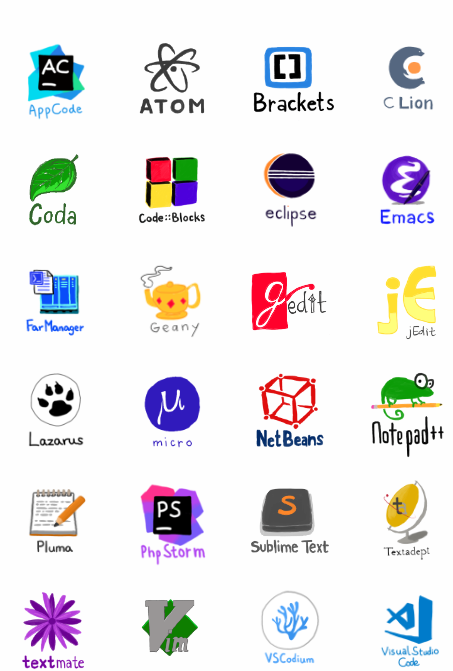 AC
AppCode
ATOM
Brackets
C Lion
Coda
Code::Blocks
eclipse
Emacs
FarManager
Geany
gedit
jE
jEdit
Lazarus
μ
micro
NetBeans
Notepad++
Pluma
PS
PhpStorm
S
Sublime Text
t
Textadept
textmate
Vim
VSCodium
Visual Studio
Code